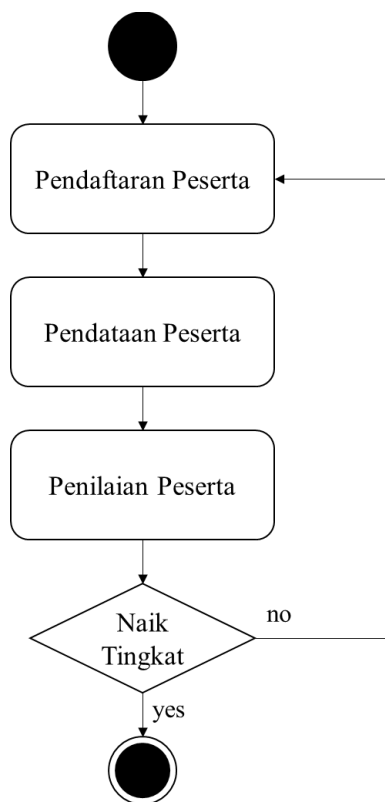 Pendaftaran Peserta
Pendataan Peserta
Penilaian Peserta
Naik
Tingkat
no
yes